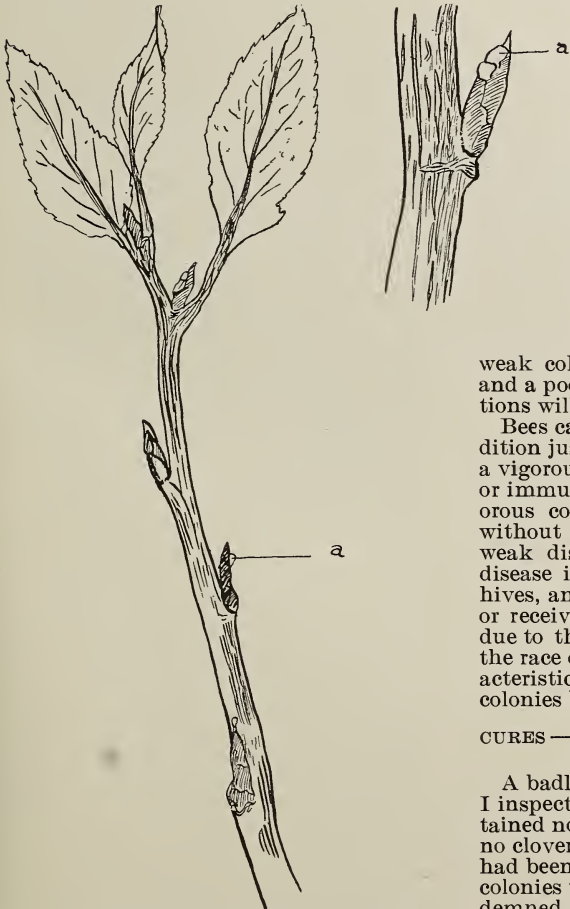 a
a
weak col
and a poo
tions wil
Bees ca
dition ju
a vigorou
or immu
orous co
without
weak dis
disease i
hives, an
or receiv
due to th
the race o
acteristic
colonies
CURES —
A badl
I inspect
tained no
no clover
had been
colonies
demned